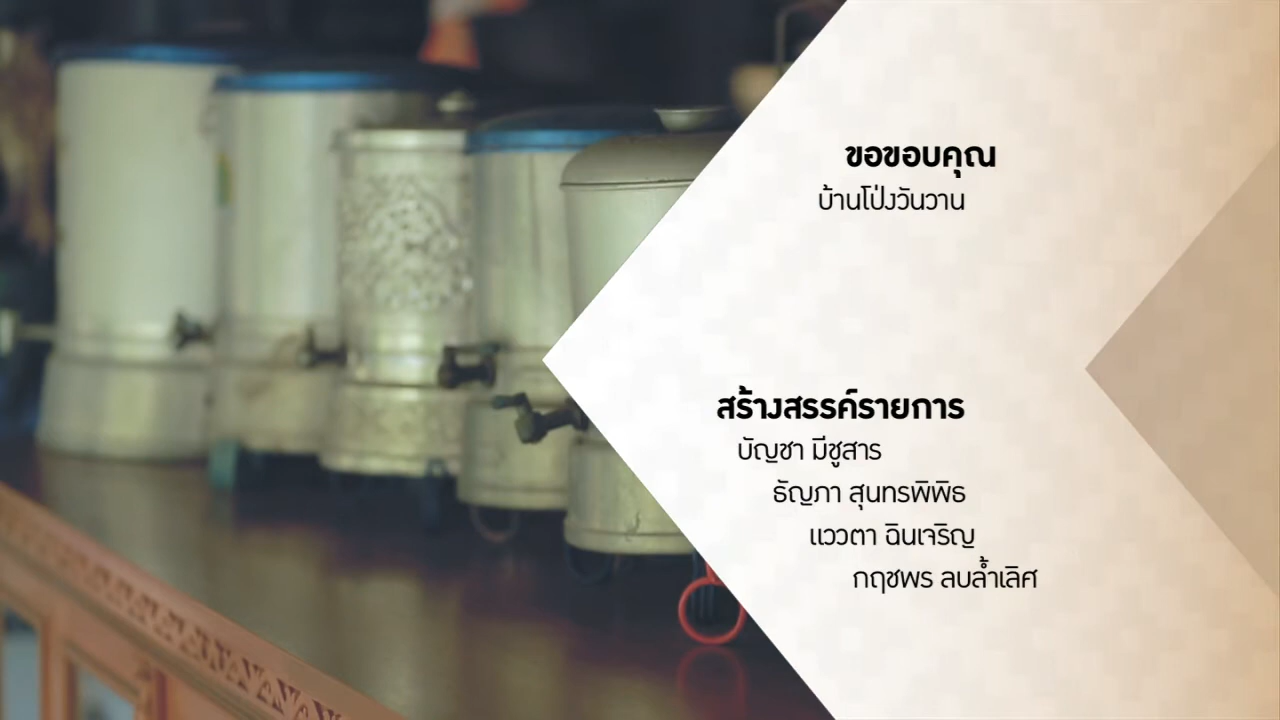 ขอขอบคุณ
บ้านโป่งวันวาน
สร้างสรรค์รายการ
บัญชา มีชูสาร
ธัญภา สุนทรพิพิธ
แววตา ฉินเจริญ
กฤชพร ลบล้ำเลิศ